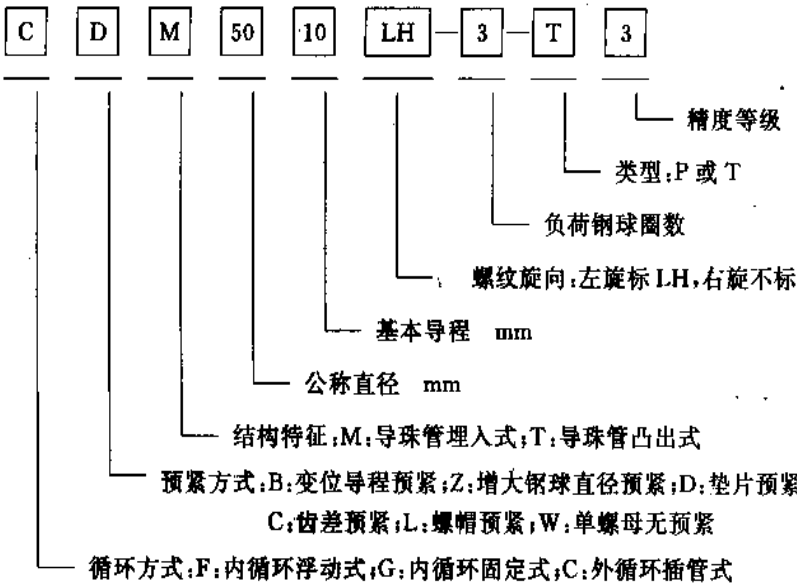 C D M 50 10 LH - 3 - T 3
精度等级
类型:P 或 T
负荷钢球圈数
螺纹旋向:左旋标 LH,右旋不标
基本导程 mm
公称直径 mm
结构特征;M:导珠管埋入式;T:导珠管凸出式
预紧方式:B:变位导程预紧;Z:增大钢球直径预紧;D:垫片预紧
C:齿差预紧;L:螺帽预紧;W:单螺母无预紧
循环方式:F:内循环浮动式;G:内循环固定式;C:外循环插管式